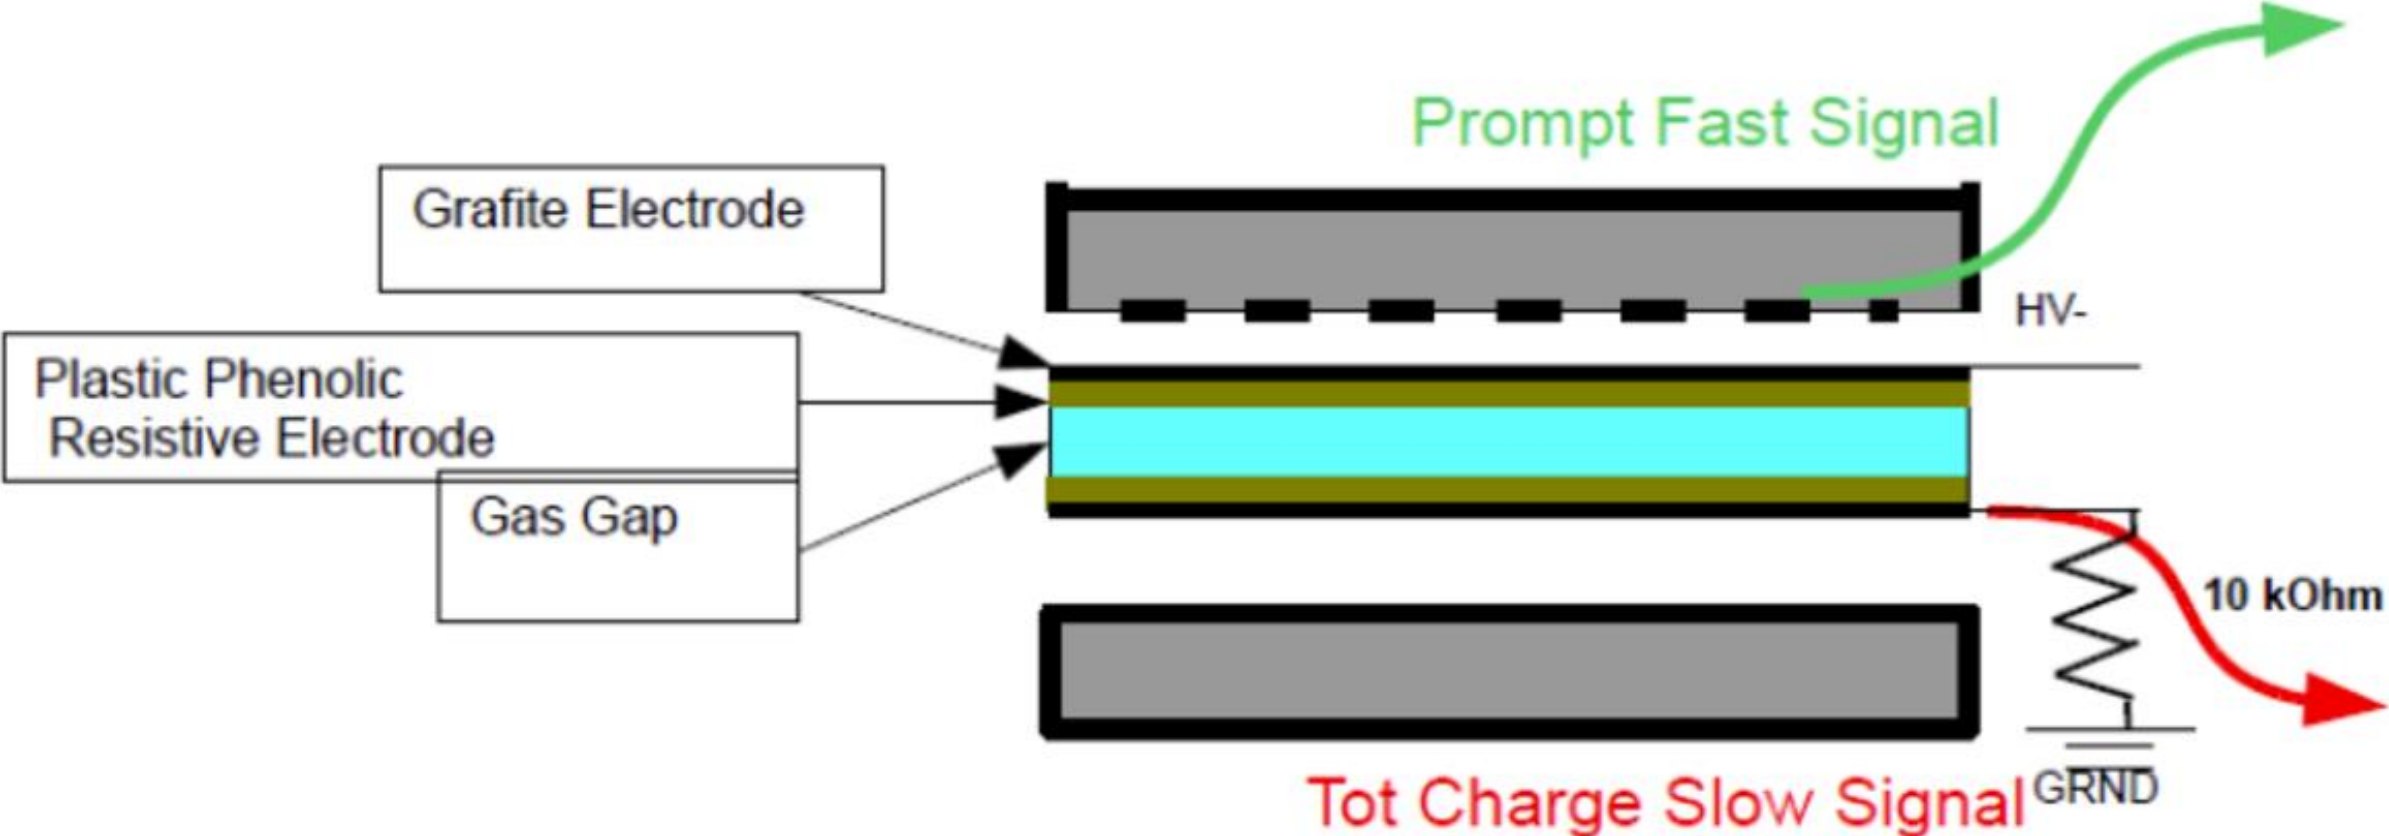 Prompt Fast Signal
Grafite Electrode
HV-
Plastic Phenolic
Resistive Electrode
Gas Gap
10 kOhm
GRND
Tot Charge Slow Signal